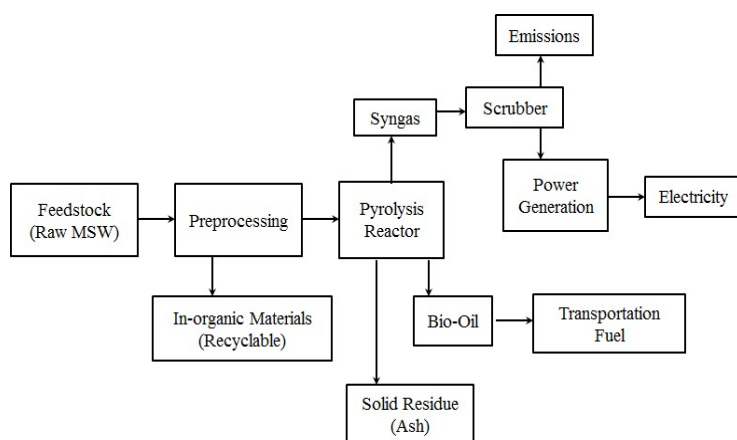 Emissions
Syngas
Scrubber
Feedstock
(Raw MSW)
Preprocessing
Pyrolysis
Reactor
Power
Generation
Electricity
In-organic Materials
(Recyclable)
Bio-Oil
Transportation
Fuel
Solid Residue
(Ash)